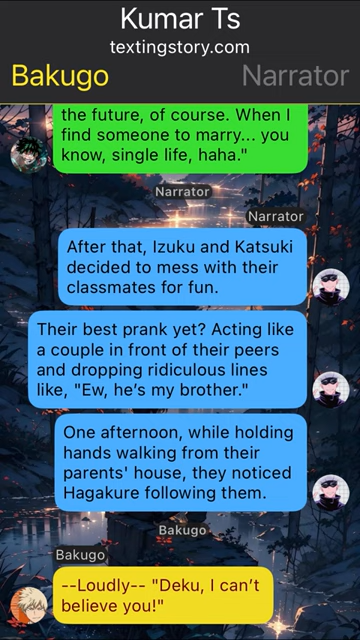 Kumar Ts
textingstory.com
Bakugo
Narrator
the future, of course. When I
find someone to marry... you
know, single life, haha."
Narrator
Narrator
After that, Izuku and Katsuki
decided to mess with their
classmates for fun.
Their best prank yet? Acting like
a couple in front of their peers
and dropping ridiculous lines
like, "Ew, he’s my brother."
One afternoon, while holding
hands walking from their
parents' house, they noticed
Hagakure following them.
Bakugo
Bakugo
--Loudly-- "Deku, I can’t
believe you!"